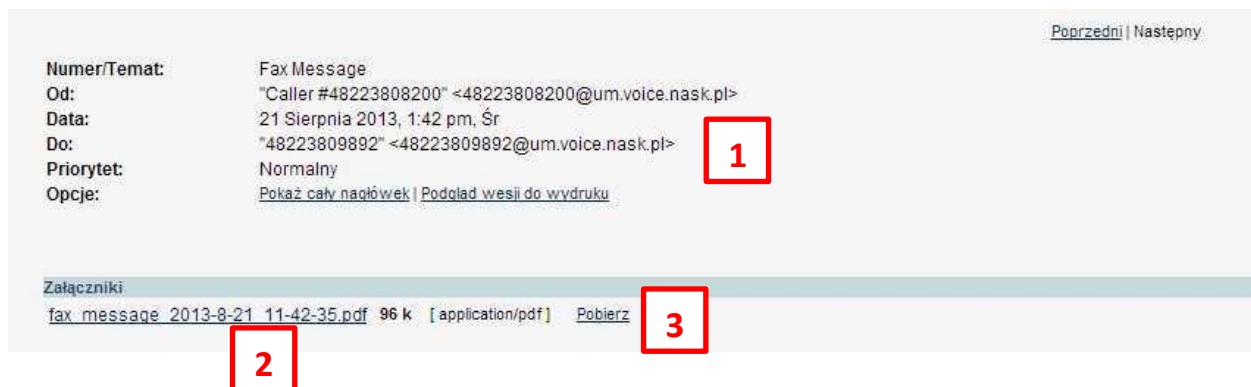 Poprzedni | Następny
Numer/Temat: Fax Message
Od: "Caller #48223808200" <48223808200@um.voice.nask.pl>
Data: 21 Sierpnia 2013, 1:42 pm, Śr
Do: "48223809892" <48223809892@um.voice.nask.pl>
1
Priorytet: Normalny
Opcje: Pokaż cały nagłówek | Podgląd wesji do wydruku
Załączniki
fax_message_2013-8-21_11-42-35.pdf 96 k [ application/pdf ] Pobierz
3
2